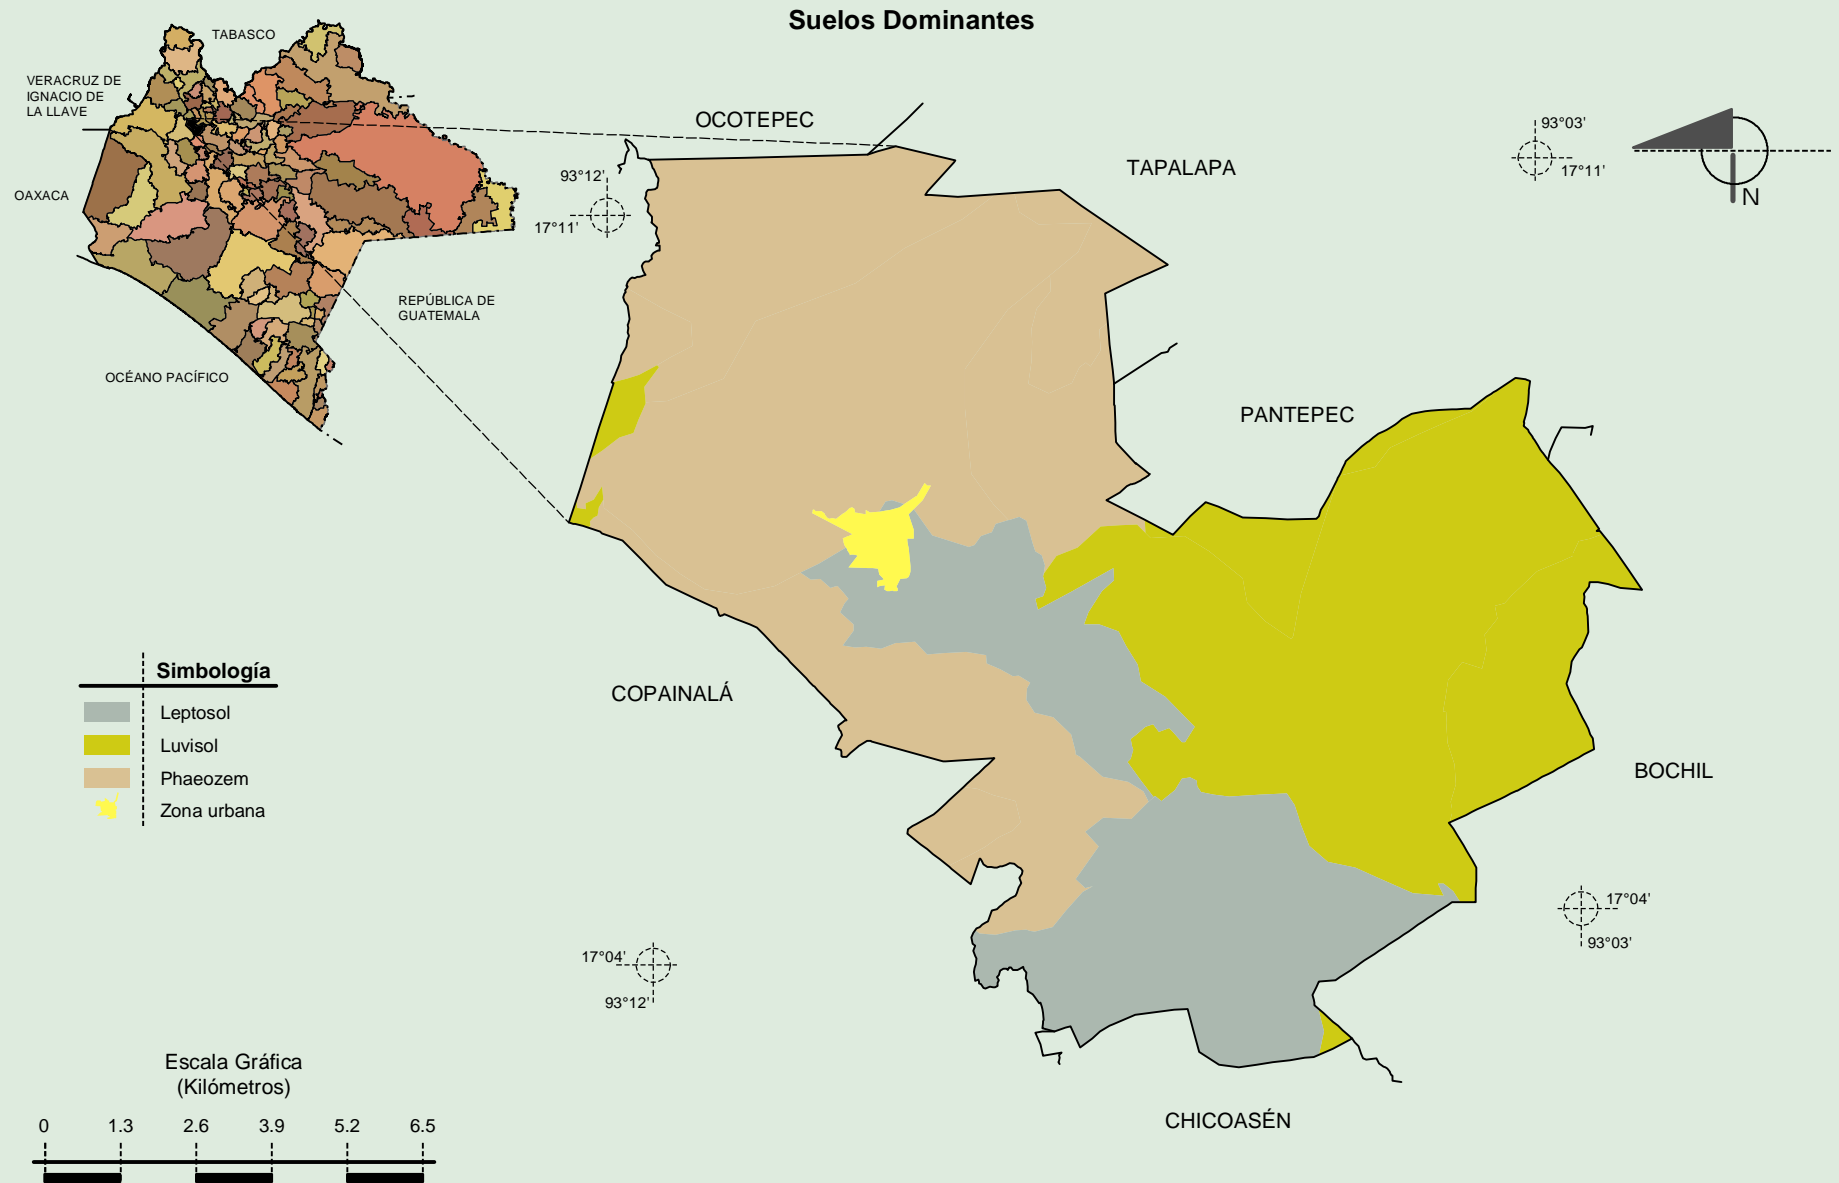 Suelos Dominantes
TABASCO
VERACRUZ DE
IGNACIO DE
LA LLAVE
OAXACA
REPÚBLICA DE
GUATEMALA
OCÉANO PACÍFICO
OCOTEPEC
TAPALAPA
93°03'
17°11'
N
93°12'
17°11'
PANTEPEC
COPAINALÁ
BOCHIL
17°04'
93°03'
17°04'
93°12'
CHICOASÉN
Simbología
Leptosol
Luvisol
Phaeozem
Zona urbana
Escala Gráfica
(Kilómetros)
0 1.3 2.6 3.9 5.2 6.5